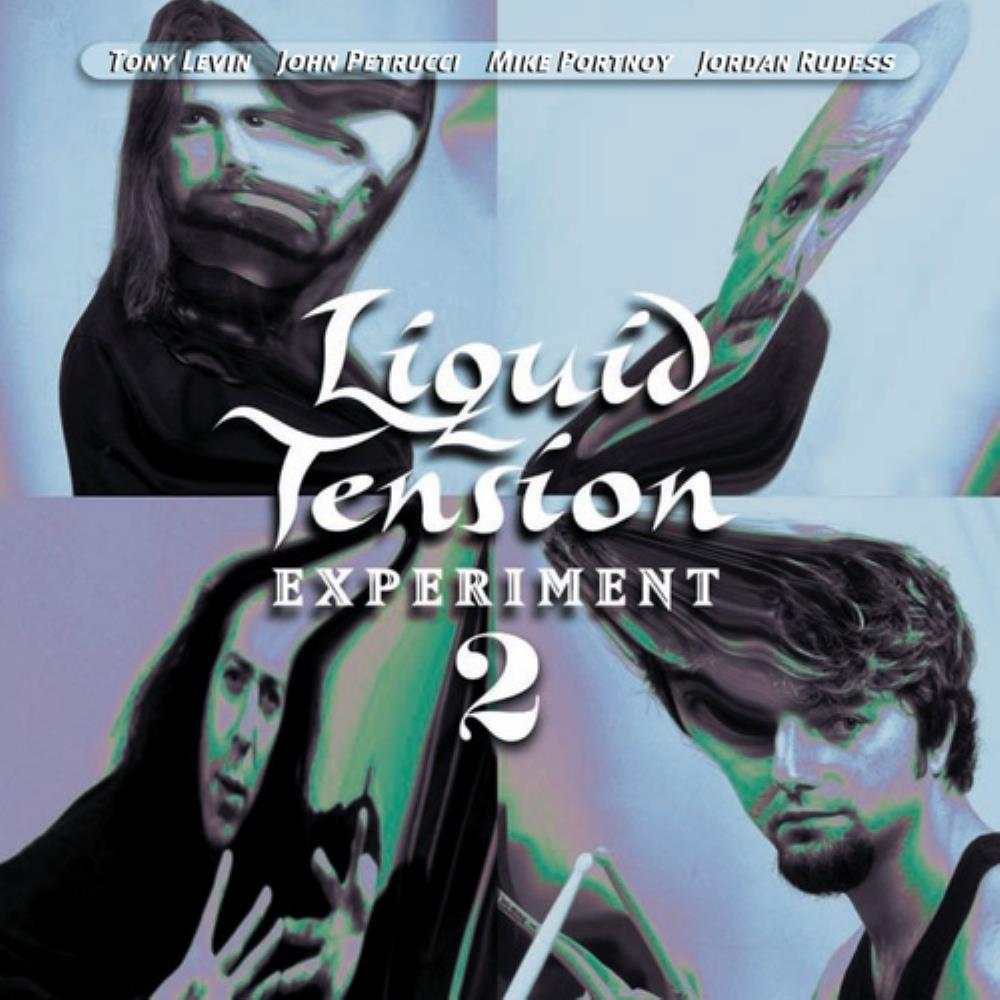 Tony Levin John Petrucci Mike Portnoy Jordan Rudess
Liquid
Tension
EXPERIMENT
2